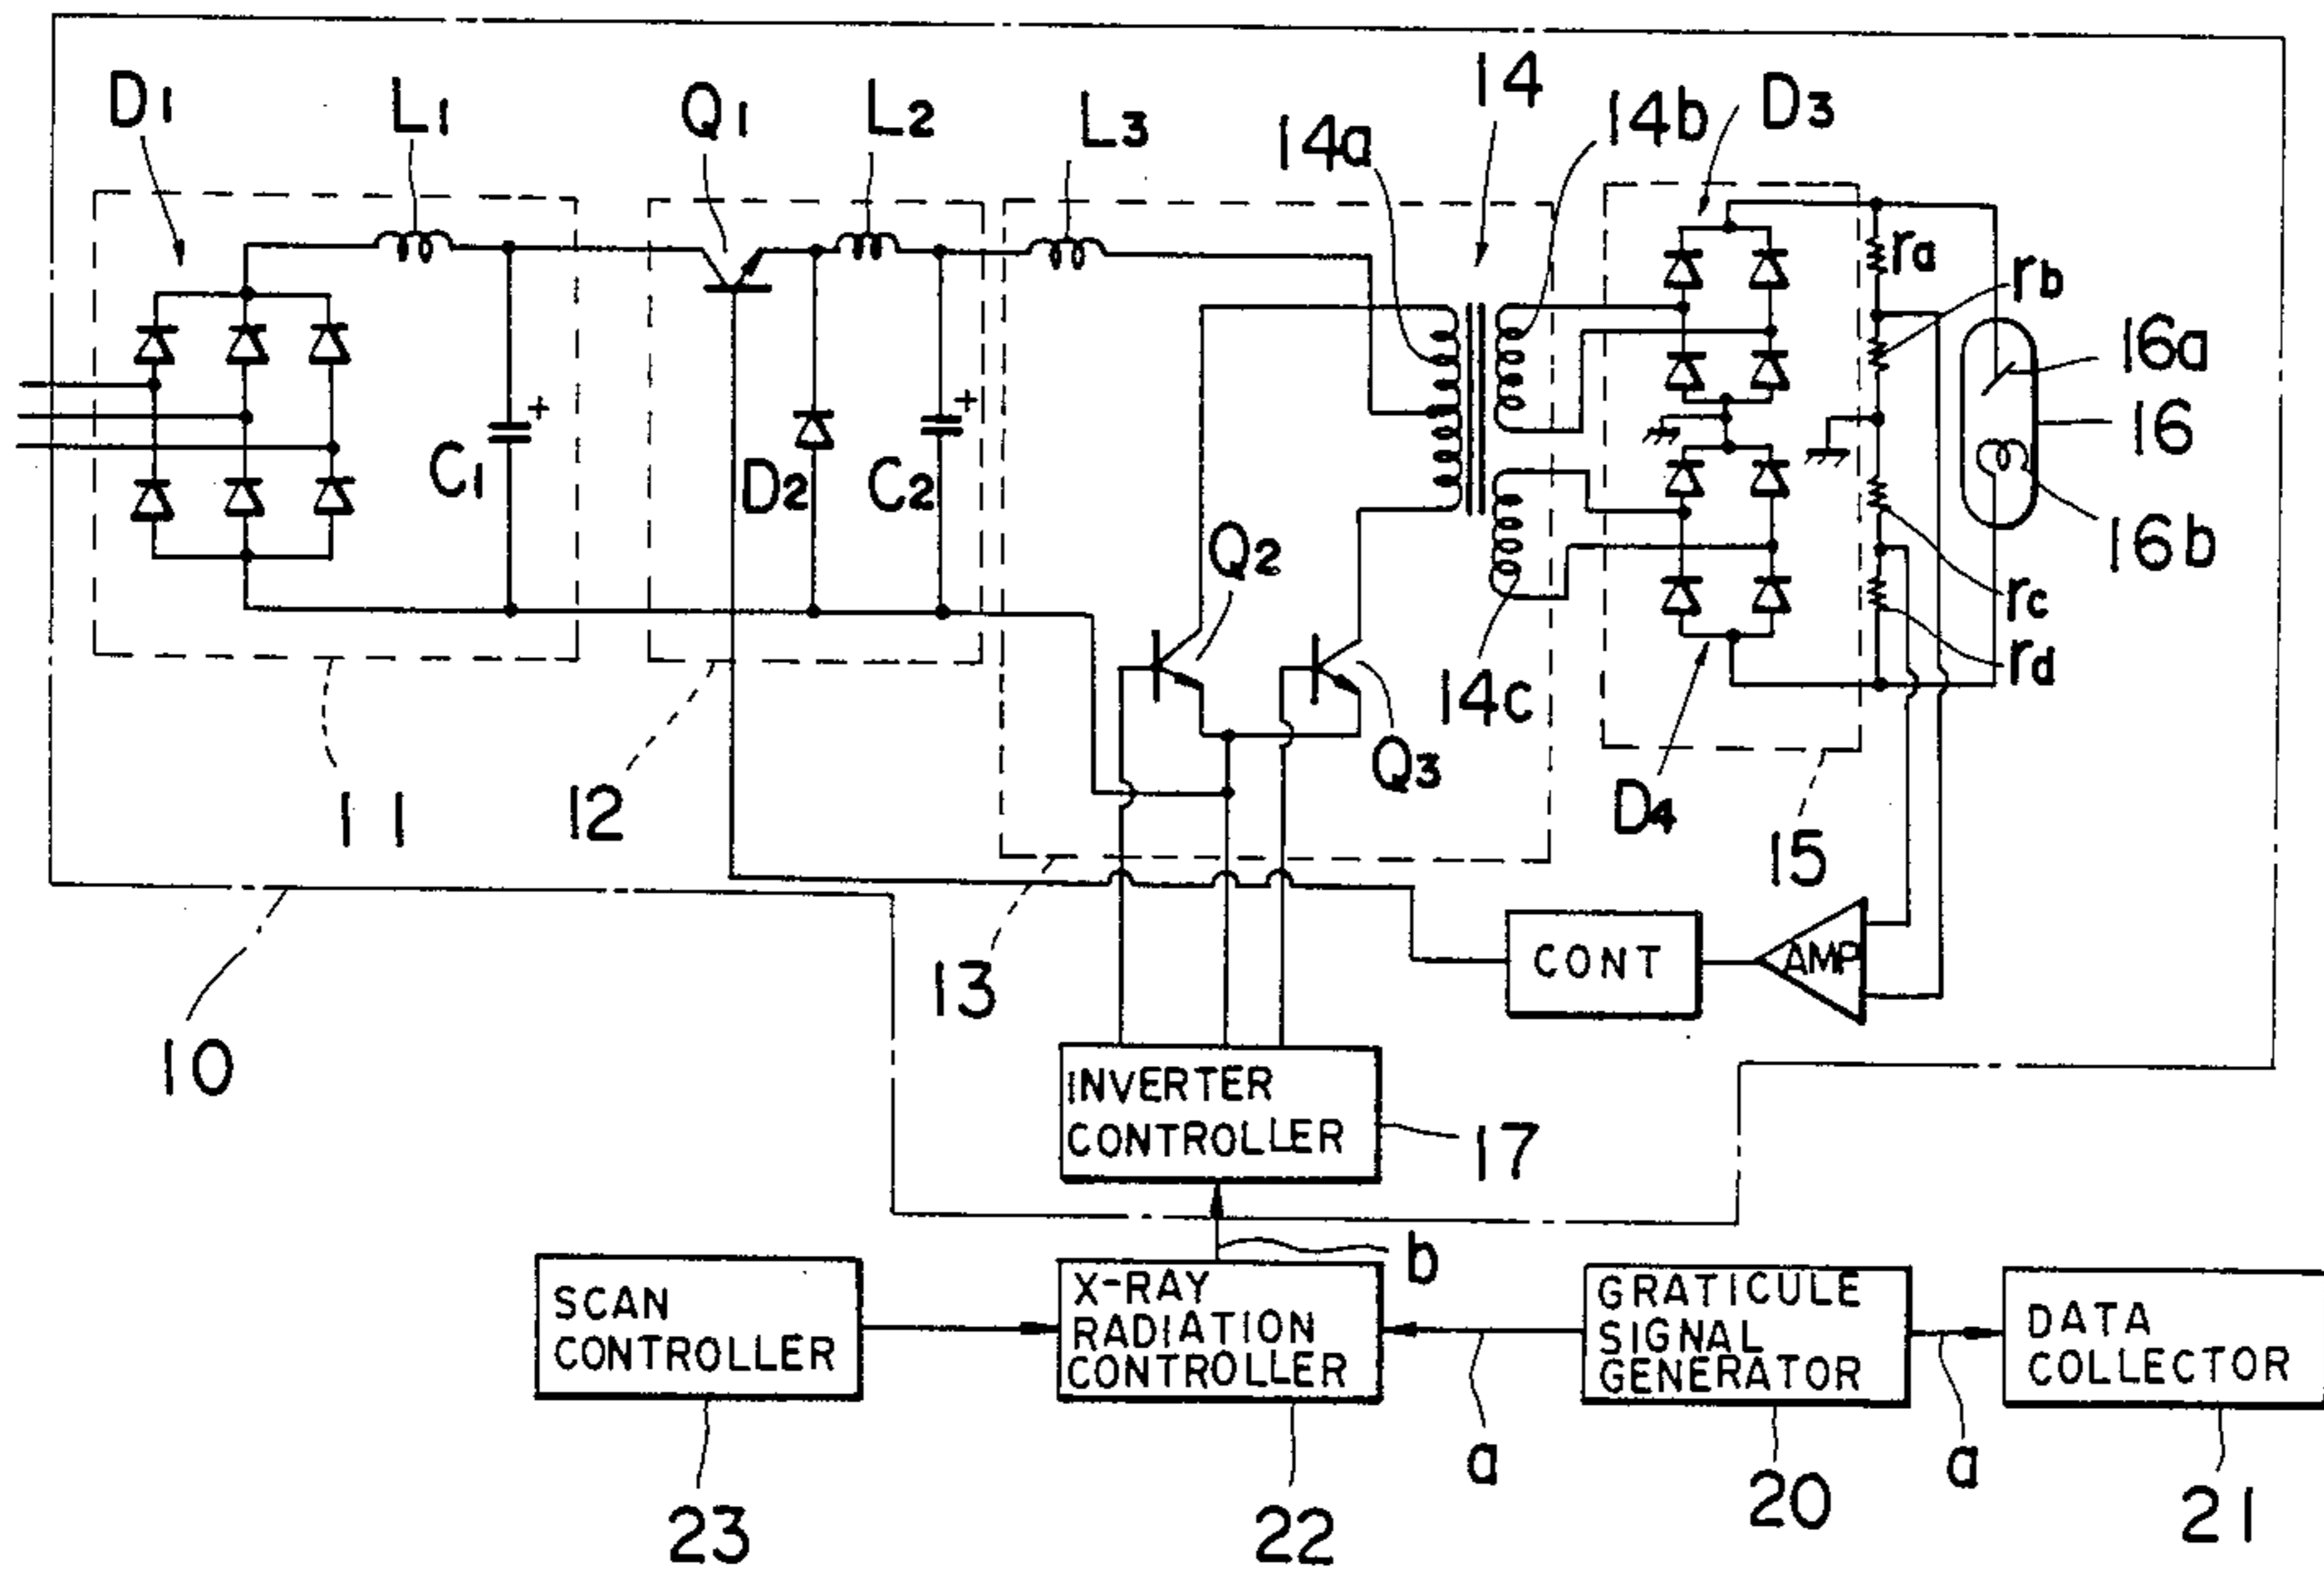 D1
L1
Q1
L2
L3
14a
14
14b
D3
ra
rb
16a
16
16b
rc
rd
C1
+
D2
C2
+
Q2
Q3
14c
D4
11
12
13
15
10
CONT
AMP
INVERTER
CONTROLLER
17
b
SCAN
CONTROLLER
23
X-RAY
RADIATION
CONTROLLER
22
a
GRATICULE
SIGNAL
GENERATOR
20
a
DATA
COLLECTOR
21